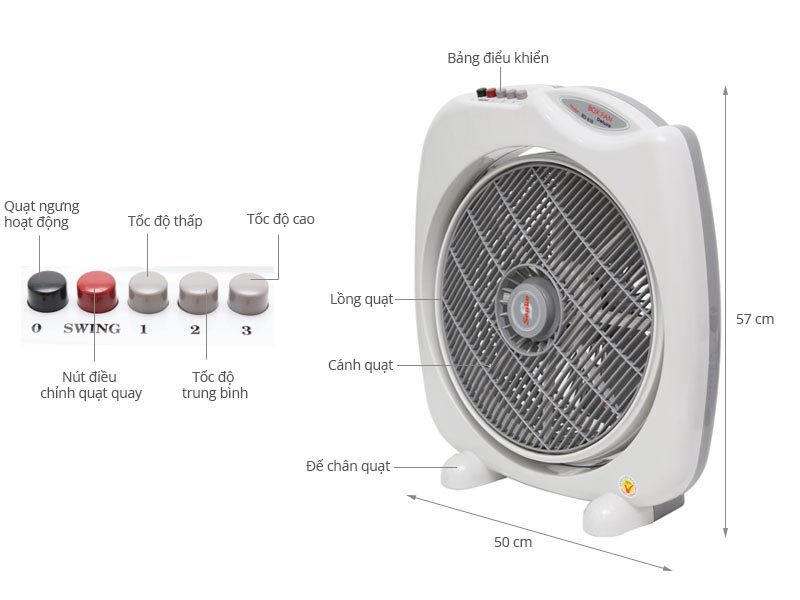 Bảng điều khiển
BOX FAN
Quạt ngưng
hoạt động
Tốc độ thấp
Tốc độ cao
0 SWING 1 2 3
Nút điều
chỉnh quạt quay
Tốc độ
trung bình
Lồng quạt
Cánh quạt
Đế chân quạt
57 cm
50 cm